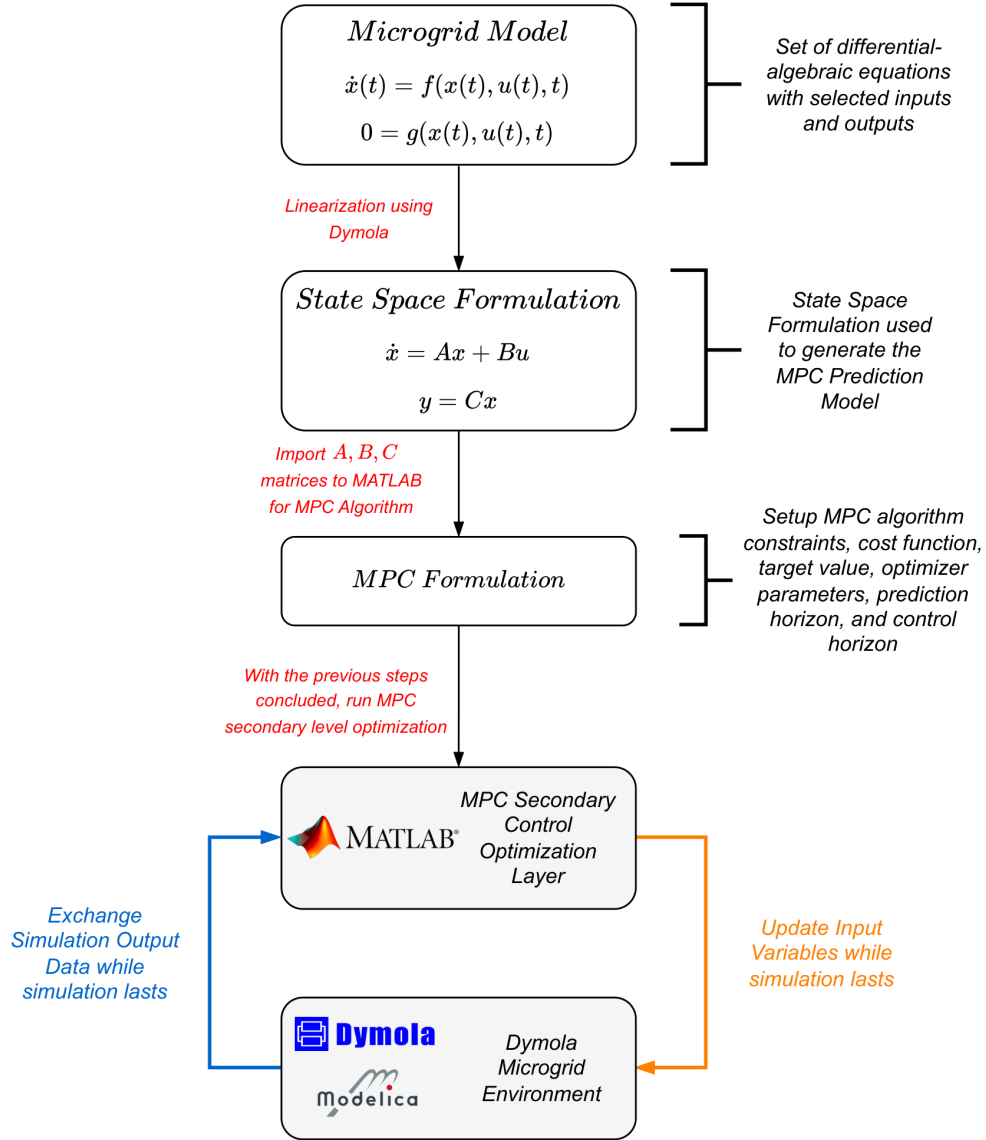 Microgrid Model
ẋ(t) = f(x(t), u(t), t)
0 = g(x(t), u(t), t)
Set of differential-
algebraic equations
with selected inputs
and outputs
Linearization using
Dymola
State Space Formulation
ẋ = Ax + Bu
y = Cx
State Space
Formulation used
to generate the
MPC Prediction
Model
Import A, B, C
matrices to MATLAB
for MPC Algorithm
MPC Formulation
Setup MPC algorithm
constraints, cost function,
target value, optimizer
parameters, prediction
horizon, and control
horizon
With the previous steps
concluded, run MPC
secondary level optimization
MATLAB®
MPC Secondary
Control
Optimization
Layer
Exchange
Simulation Output
Data while
simulation lasts
Update Input
Variables while
simulation lasts
Dymola
Modelica
Dymola
Microgrid
Environment